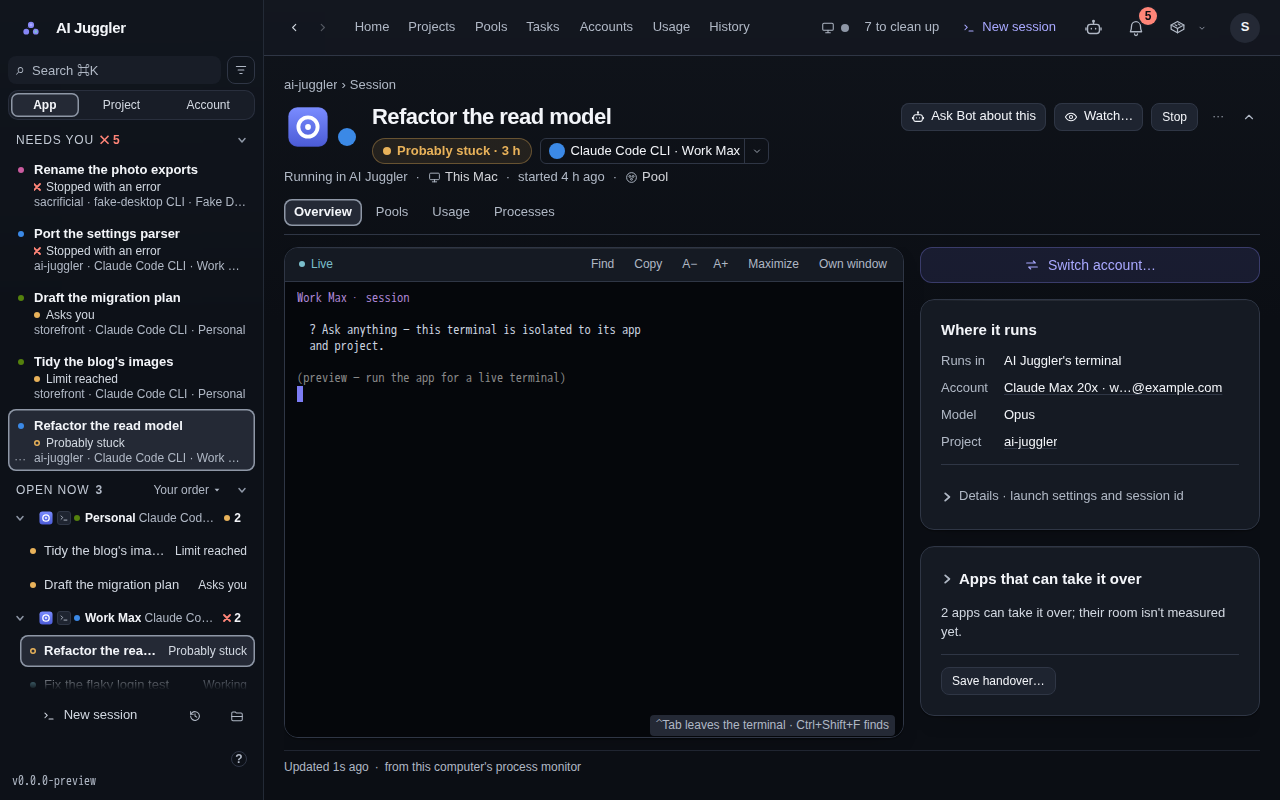 AI Juggler
Search ⌘K
App Project Account
NEEDS YOU 5
Rename the photo exports
Stopped with an error
sacrificial · fake-desktop CLI · Fake D…
Port the settings parser
Stopped with an error
ai-juggler · Claude Code CLI · Work …
Draft the migration plan
Asks you
storefront · Claude Code CLI · Personal
Tidy the blog's images
Limit reached
storefront · Claude Code CLI · Personal
Refactor the read model
Probably stuck
ai-juggler · Claude Code CLI · Work …
OPEN NOW 3 Your order
Personal Claude Cod… 2
Tidy the blog's ima… Limit reached
Draft the migration plan Asks you
Work Max Claude Co… 2
Refactor the rea… Probably stuck
Fix the flaky login test Working
New session
?
v0.0.0-preview
Home Projects Pools Tasks Accounts Usage History
7 to clean up New session 5 S
ai-juggler › Session
Refactor the read model
Ask Bot about this Watch… Stop
Probably stuck · 3 h Claude Code CLI · Work Max
Running in AI Juggler · This Mac · started 4 h ago · Pool
Overview Pools Usage Processes
Live Find Copy A− A+ Maximize Own window
Work Max · session
? Ask anything — this terminal is isolated to its app
and project.
(preview — run the app for a live terminal)
^Tab leaves the terminal · Ctrl+Shift+F finds
Switch account…
Where it runs
Runs in AI Juggler's terminal
Account Claude Max 20x · w…@example.com
Model Opus
Project ai-juggler
Details · launch settings and session id
Apps that can take it over
2 apps can take it over; their room isn't measured
yet.
Save handover…
Updated 1s ago · from this computer's process monitor